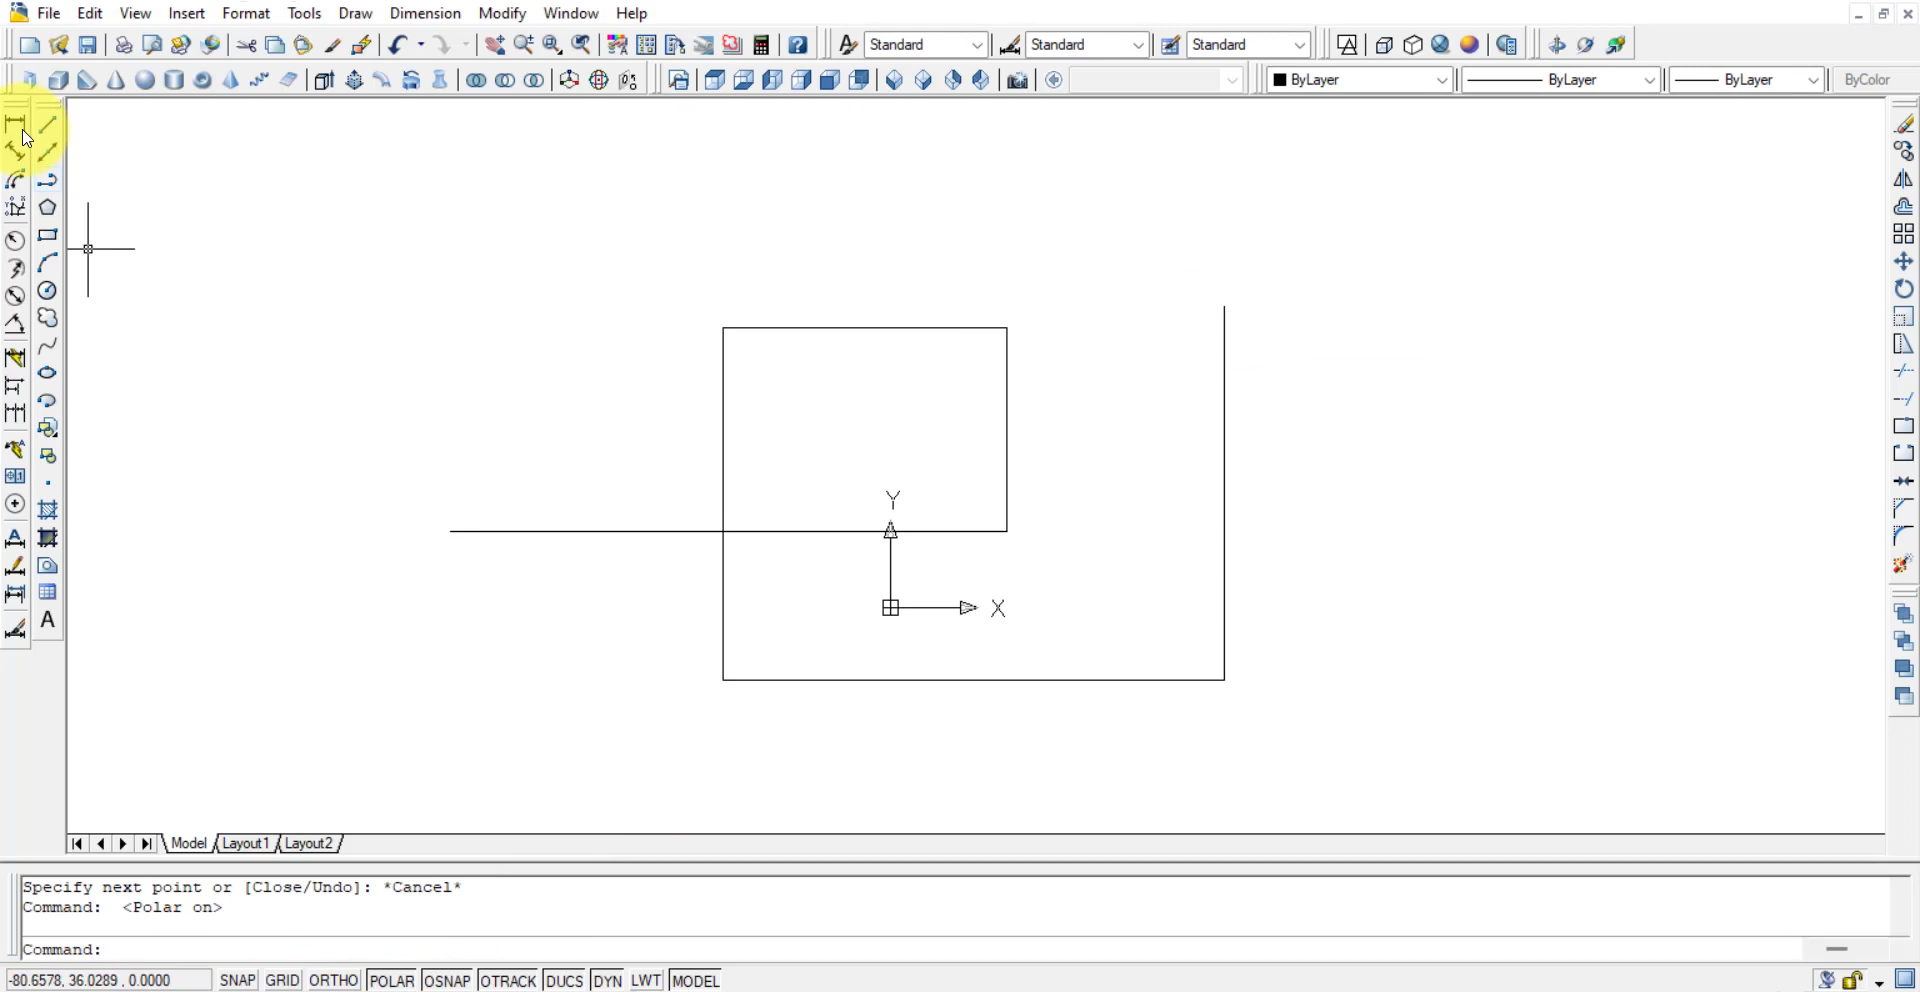 File Edit View Insert Format Tools Draw Dimension Modify Window Help
Standard Standard Standard
ByLayer ByLayer ByLayer ByColor
Y
X
A
Model Layout1 Layout2
Specify next point or [Close/Undo]: *Cancel*
Command: <Polar on>
Command:
-80.6578, 36.0289 , 0.0000 SNAP GRID ORTHO POLAR OSNAP OTRACK DUCS DYN LWT MODEL